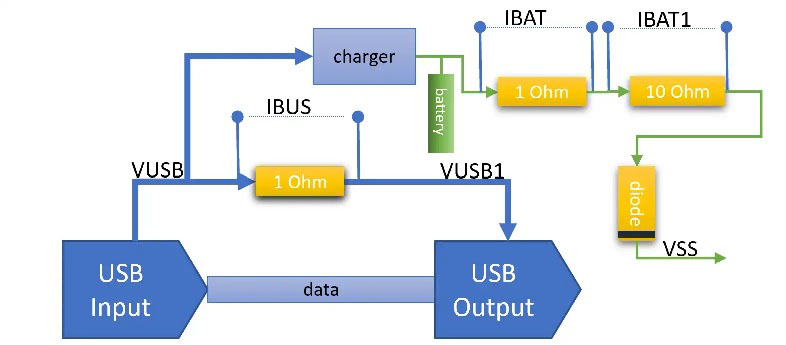 IBAT
IBAT1
charger
1 Ohm
10 Ohm
battery
IBUS
VUSB
1 Ohm
VUSB1
diode
VSS
USB
Input
data
USB
Output